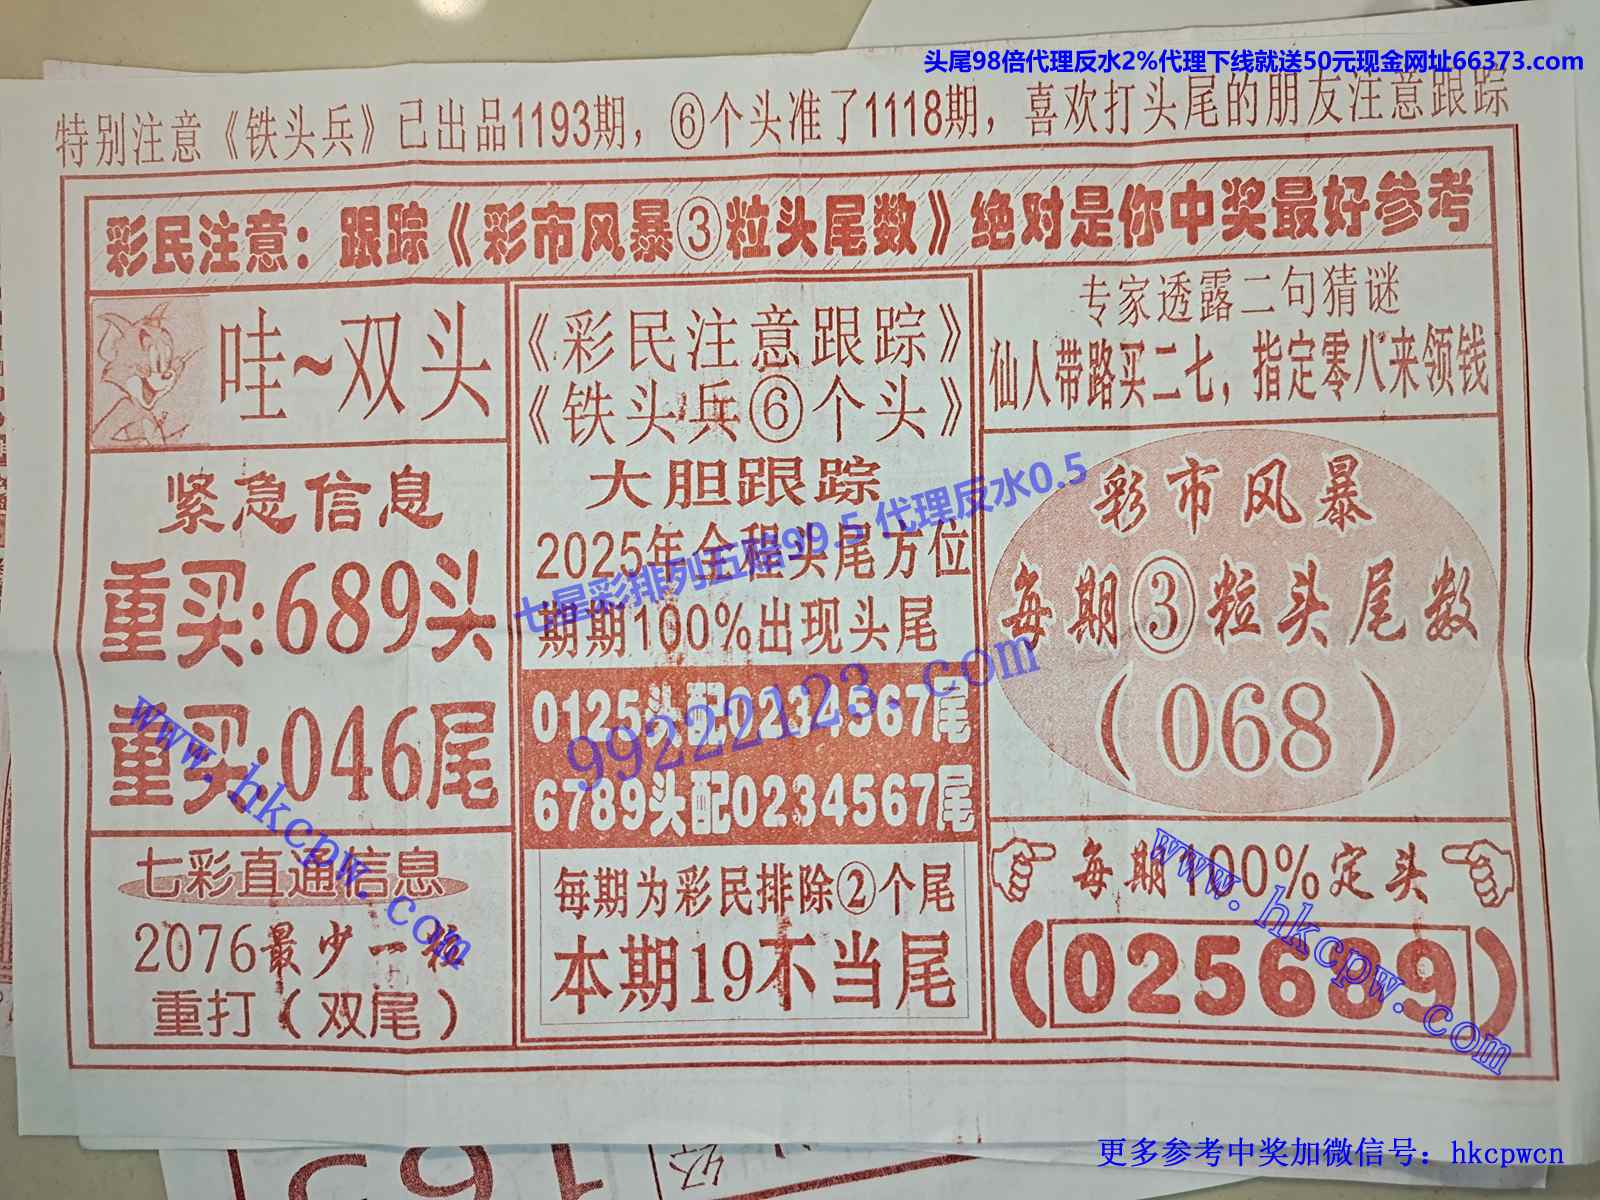 头尾98倍代理反水2%代理下线就送50元现金网址66373.com
特别注意《铁头兵》已出品1193期，⑥个头准了1118期，喜欢打头尾的朋友注意跟踪
彩民注意：跟踪《彩市风暴③粒头尾数》绝对是你中奖最好参考
哇~双头
紧急信息
重买:689头
重买:046尾
七彩直通信息
2076最少一粒
重打（双尾）
《彩民注意跟踪》
《铁头兵⑥个头》
大胆跟踪
2025年全程头尾方位
期期100%出现头尾
0125头配0234567尾
6789头配0234567尾
每期为彩民排除②个尾
本期19不当尾
专家透露二句猜谜
仙人带路买二七，指定零八来领钱
彩市风暴
每期③粒头尾数
（068）
每期100%定头
（025689）
七星彩排列五赔99.5 代理反水0.5
99222123.com
www.hkcpw.com
www.hkcpw.com
更多参考中奖加微信号：hkcpwcn